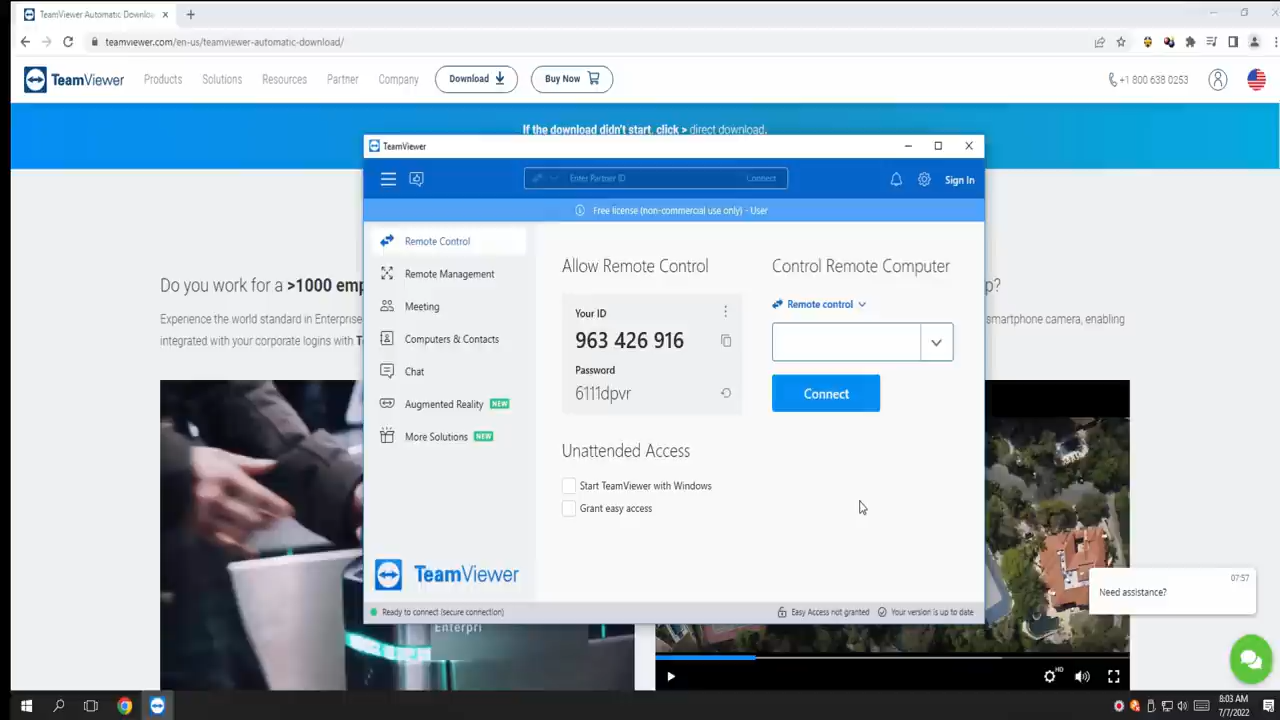 TeamViewer Automatic Downloa
teamviewer.com/en-us/teamviewer-automatic-download/
TeamViewer
Products
Solutions
Resources
Partner
Company
Download
Buy Now
+1 800 638 0253
If the download didn't start, click > direct download.
TeamViewer
Enter Partner ID
Connect
Sign In
Free license (non-commercial use only) - User
Remote Control
Remote Management
Meeting
Computers & Contacts
Chat
Augmented Reality NEW
More Solutions NEW
TeamViewer
Allow Remote Control
Your ID
963 426 916
Password
6111dpvr
Unattended Access
Start TeamViewer with Windows
Grant easy access
Control Remote Computer
Remote control
Connect
Ready to connect (secure connection)
Easy Access not granted
Your version is up to date
Do you work for a >1000 emp
p?
Experience the world standard in Enterprise
smartphone camera, enabling
integrated with your corporate logins with T
Enterpri
07:57
Need assistance?
HD
8:03 AM
7/7/2022